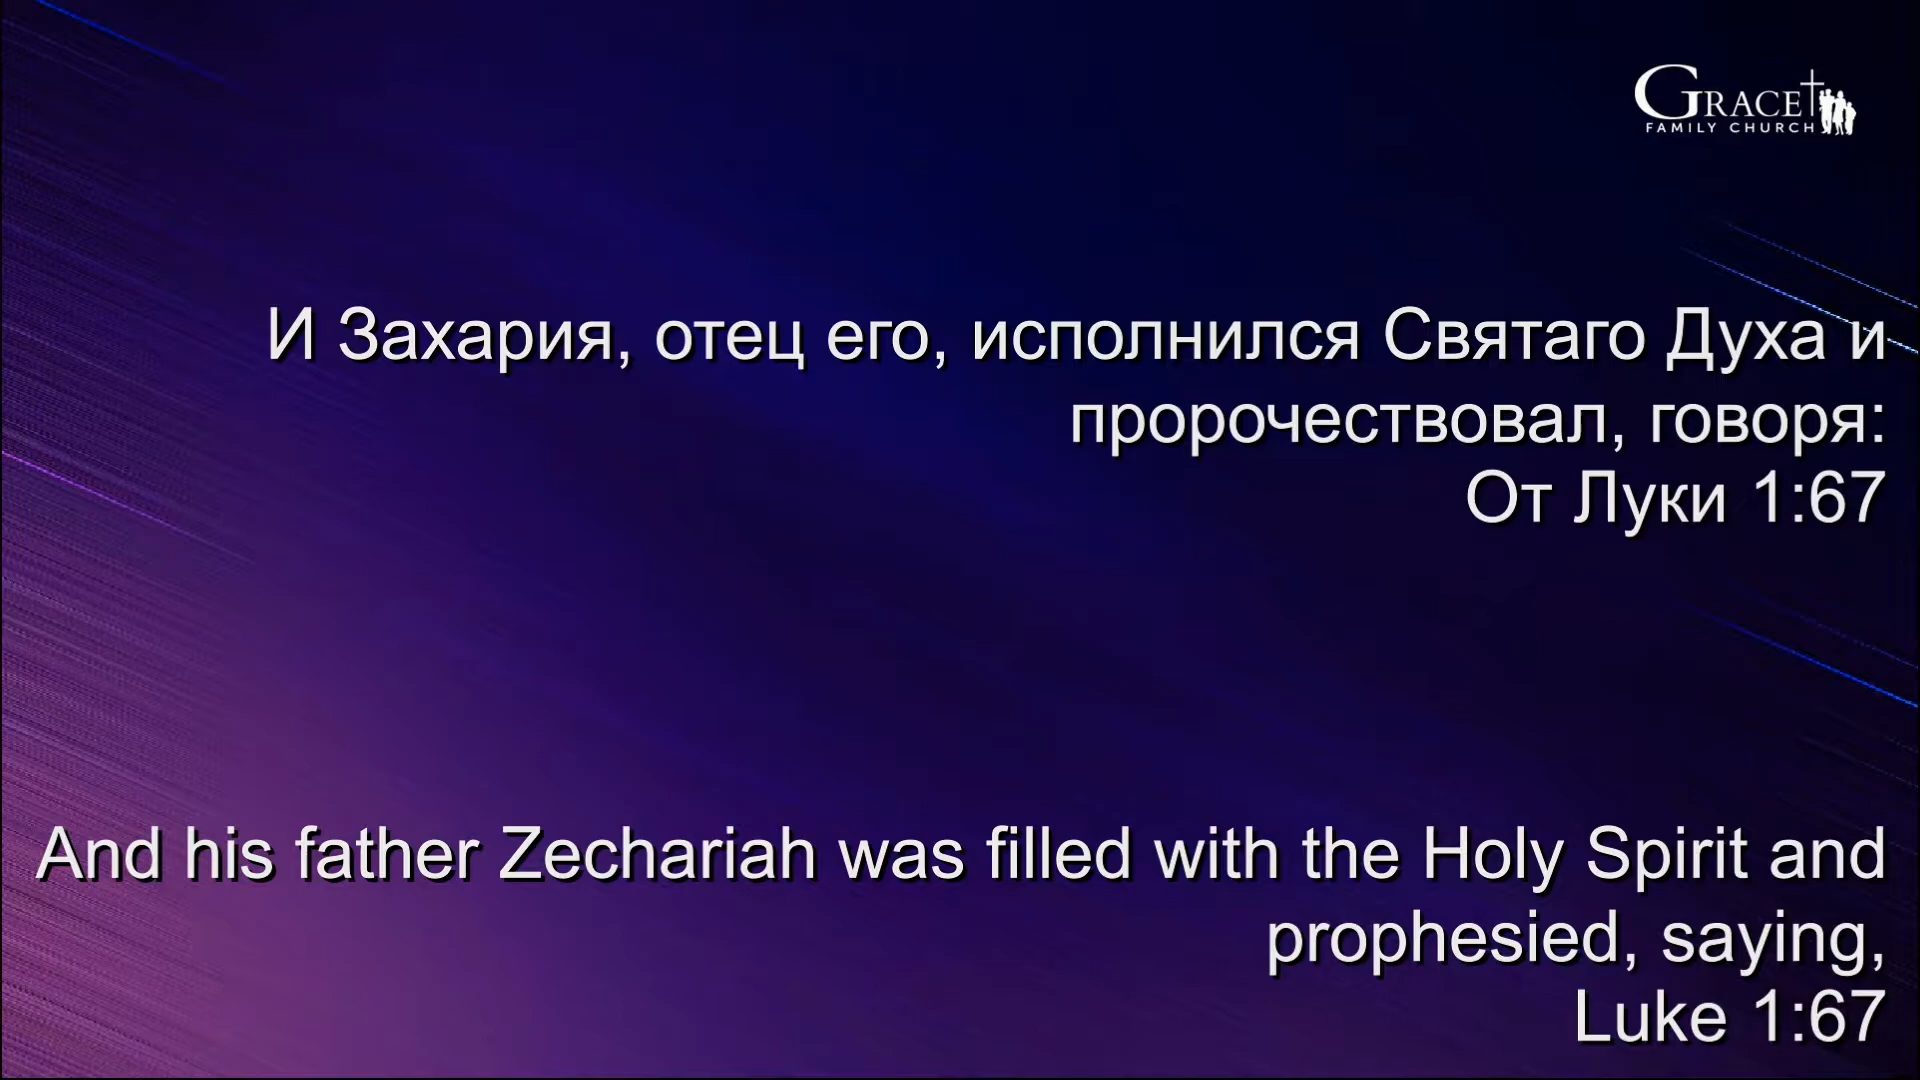 GRACE
FAMILY CHURCH
И Захария, отец его, исполнился Святаго Духа и
пророчествовал, говоря:
От Луки 1:67
And his father Zechariah was filled with the Holy Spirit and
prophesied, saying,
Luke 1:67